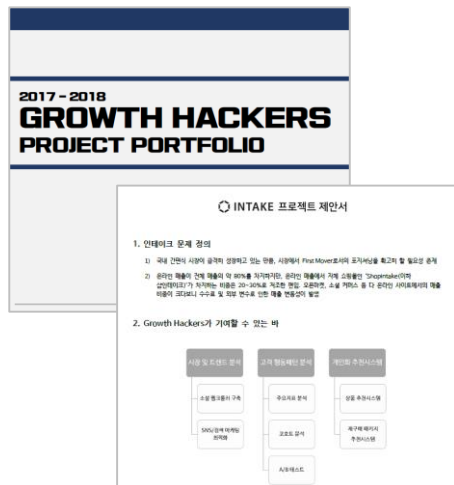 2017 - 2018
GROWTH HACKERS
PROJECT PORTFOLIO
INTAKE 프로젝트 제안서
1. 인테이크 문제 정의
1) 국내 간편식 시장이 급격히 성장하고 있는 만큼, 시장에서 First Mover로서의 포지셔닝을 확고히 할 필요성 존재
2) 온라인 매출이 전체 매출의 약 80%를 차지하지만, 온라인 매출에서 자체 쇼핑몰인 'Shopintake(이하
샵인테이크)'가 차지하는 비중은 20~30%로 저조한 편임. 오픈마켓, 소셜 커머스 등 타 온라인 사이트에서의 매출
비중이 크다보니 수수료 및 외부 변수로 인한 매출 변동성이 발생
2. Growth Hackers가 기여할 수 있는 바
시장 및 트렌드 분석
고객 행동패턴 분석
개인화 추천시스템
소셜 행크롤러 구축
주요지표 분석
상품 추천시스템
SNS/검색 마케팅
최적화
코호트 분석
재구매 패키지
추천시스템
A/B테스트